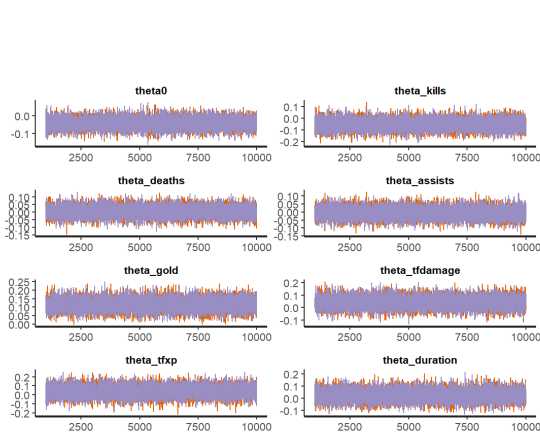 theta0 theta_kills
0.0 0.1
-0.1 0.0
-0.1
-0.2
2500 5000 7500 10000 2500 5000 7500 10000
theta_deaths theta_assists
0.10 0.10
0.05 0.05
0.00 0.00
-0.05 -0.05
-0.10 -0.10
-0.15 -0.15
2500 5000 7500 10000 2500 5000 7500 10000
theta_gold theta_tfdamage
0.25 0.2
0.20 0.1
0.15 0.0
0.10 -0.1
0.05
0.00
2500 5000 7500 10000 2500 5000 7500 10000
theta_tfxp theta_duration
0.2 0.2
0.1 0.1
0.0 0.0
-0.1 -0.1
-0.2
2500 5000 7500 10000 2500 5000 7500 10000